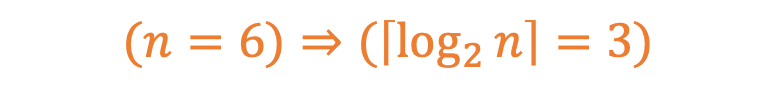 (n = 6) ⇒ (⌈log₂ n⌉ = 3)